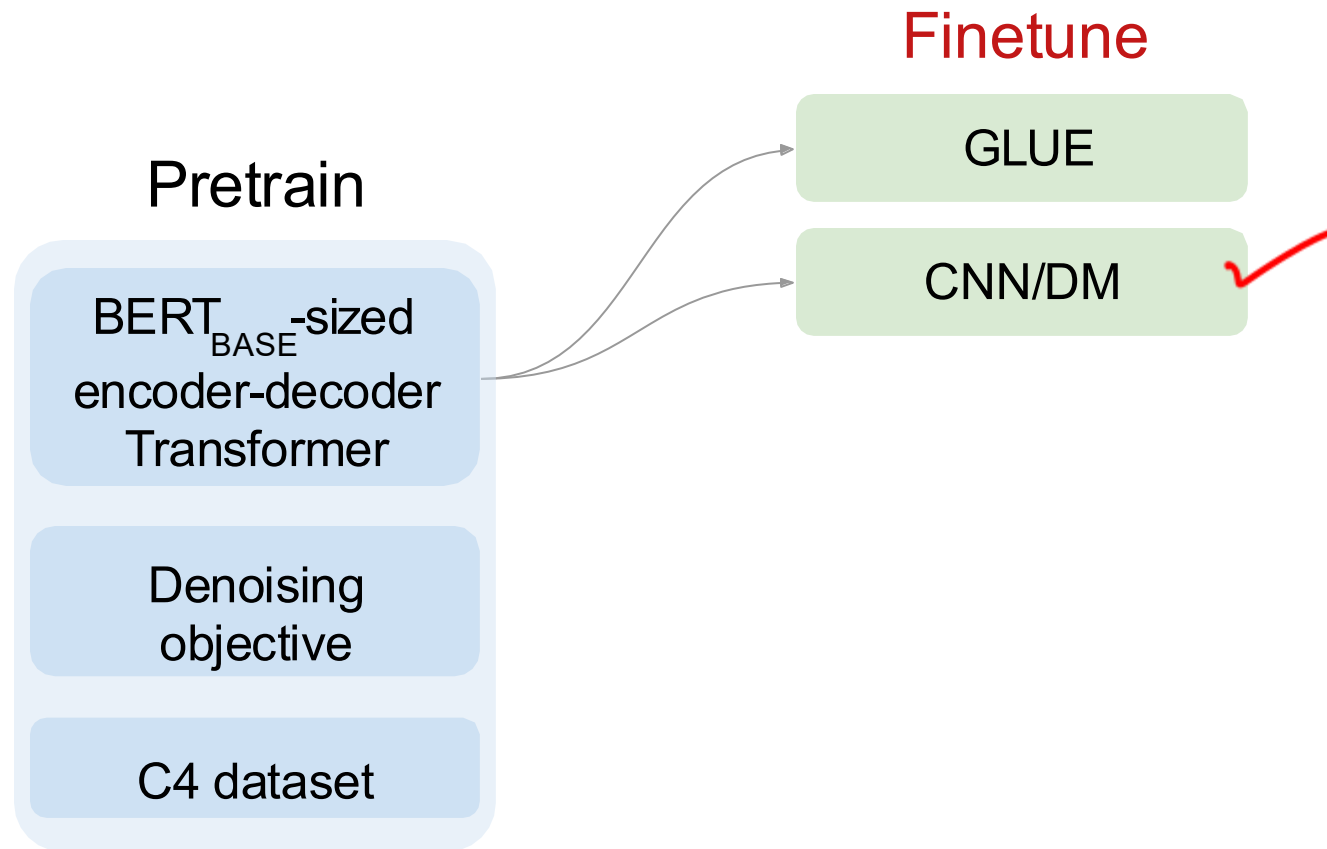 Finetune
GLUE
CNN/DM
Pretrain
BERTBASE-sized
encoder-decoder
Transformer
Denoising
objective
C4 dataset